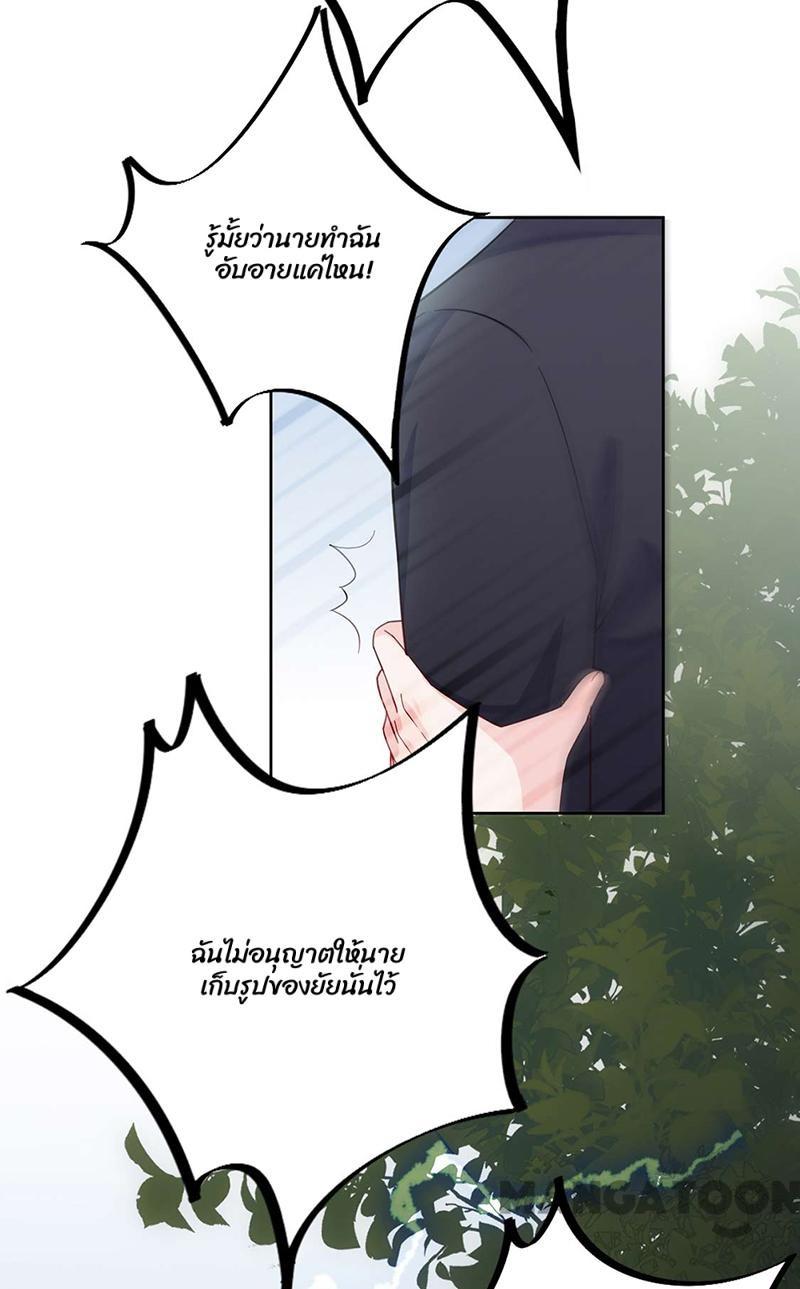 รู้มั้ยว่านายทำฉัน
อับอายแค่ไหน!
ฉันไม่อนุญาตให้นาย
เก็บรูปของยัยนั่นไว้
MANGATOON